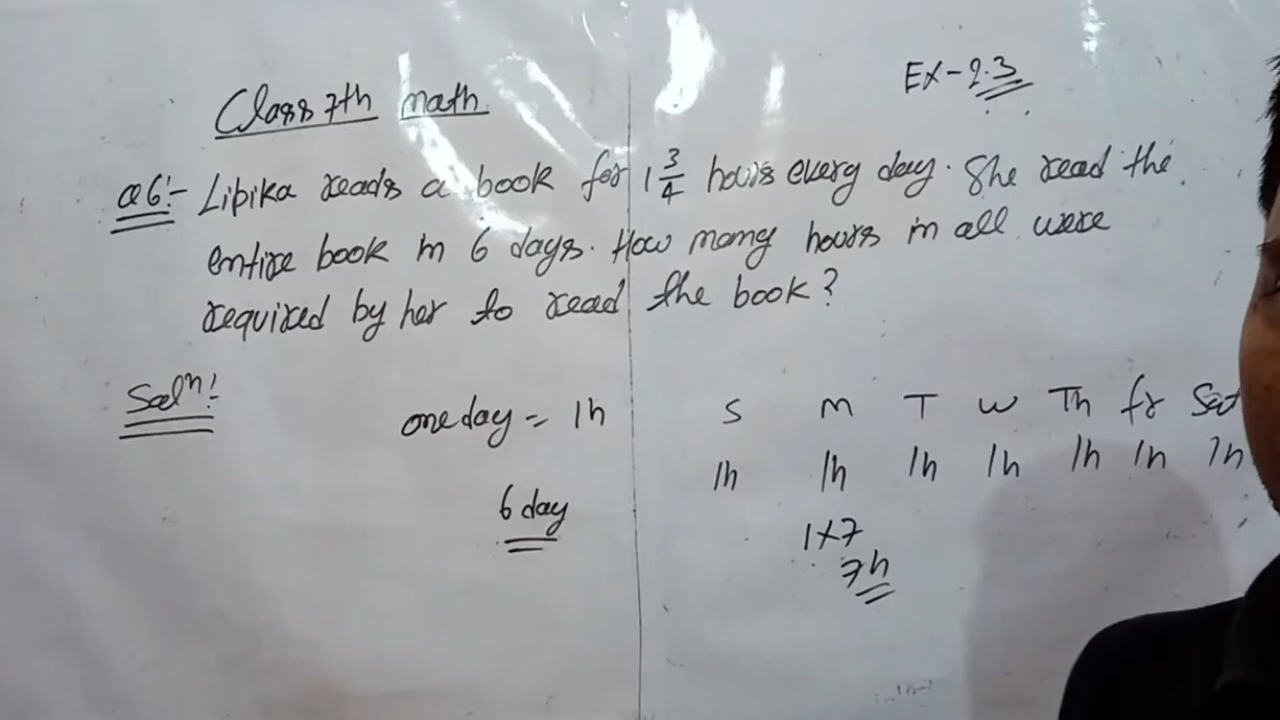 Class 7th math
Ex-2.3
Q6:- Lipika reads a book for 1 3/4 hours every day. She read the
entire book in 6 days. How many hours in all were
required by her to read the book?
Soln:-
one day = 1h
S M T W Th fr Sat
1h 1h 1h 1h 1h 1h 1h
6 day
1×7
7h